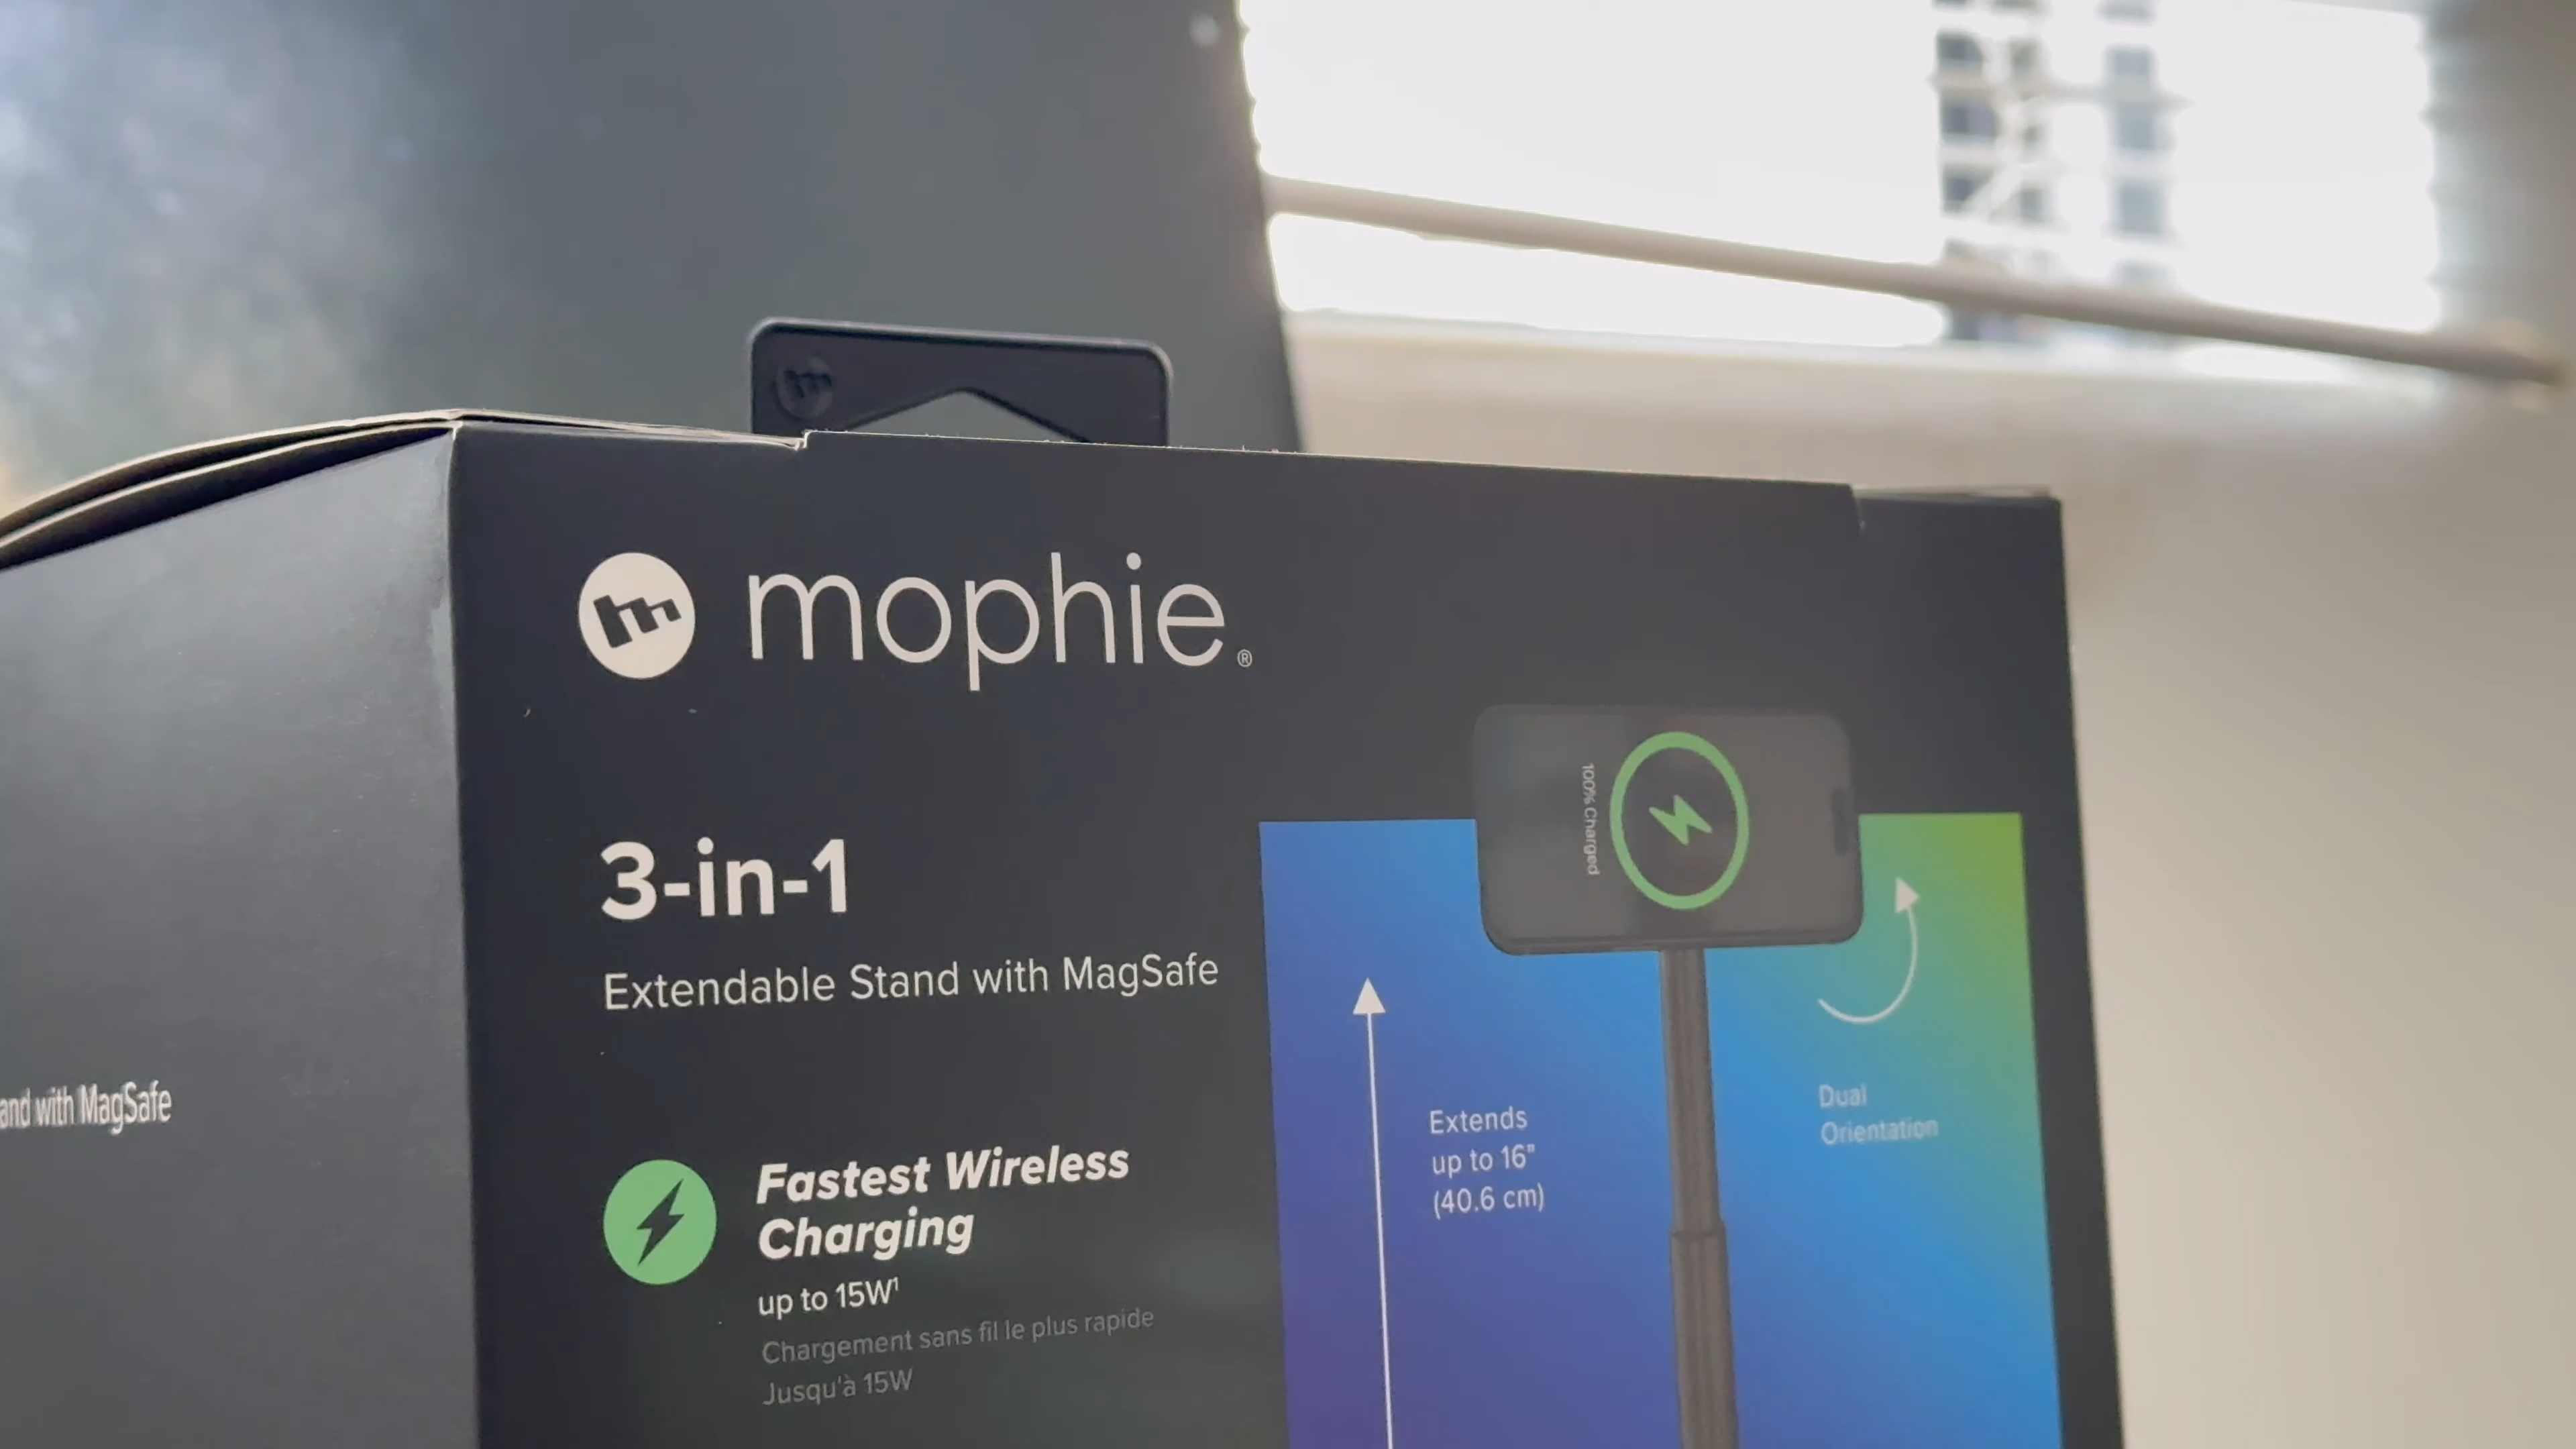 mophie®
3-in-1
Extendable Stand with MagSafe
Fastest Wireless
Charging
up to 15W¹
Chargement sans fil le plus rapide
Jusqu'à 15W
100% Charged
Extends
up to 16"
(40.6 cm)
Dual
Orientation
with MagSafe